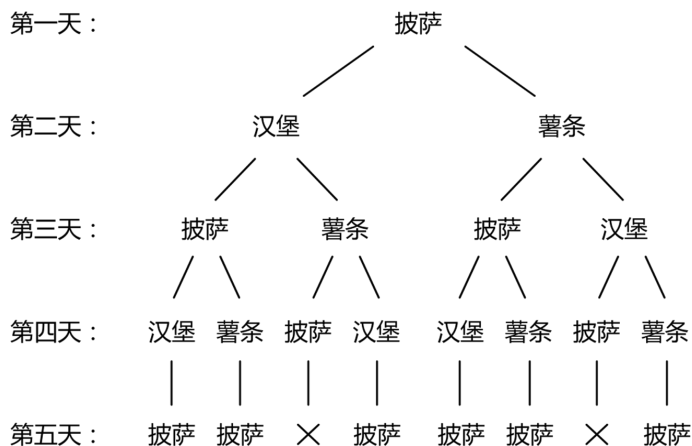 第一天： 披萨
第二天： 汉堡 薯条
第三天： 披萨 薯条 披萨 汉堡
第四天： 汉堡 薯条 披萨 汉堡 汉堡 薯条 披萨 薯条
第五天： 披萨 披萨 × 披萨 披萨 披萨 × 披萨